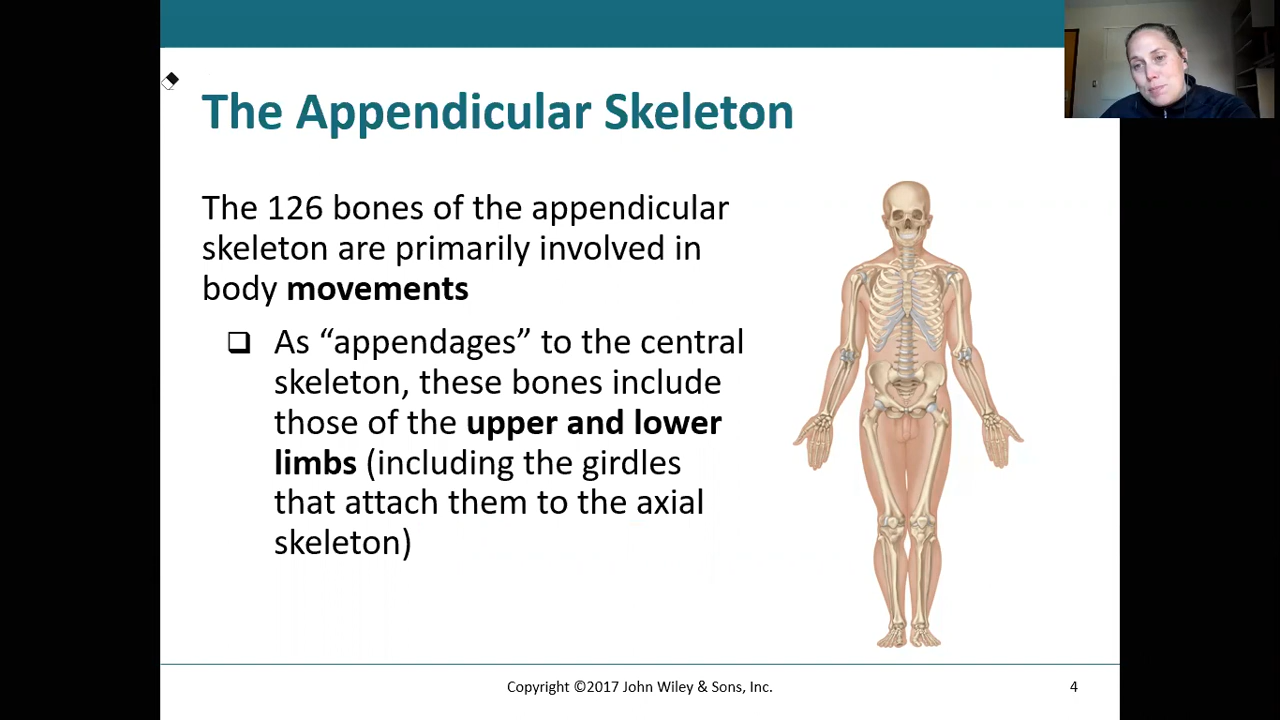 The Appendicular Skeleton
The 126 bones of the appendicular
skeleton are primarily involved in
body movements
❑ As “appendages” to the central
skeleton, these bones include
those of the upper and lower
limbs (including the girdles
that attach them to the axial
skeleton)
Copyright ©2017 John Wiley & Sons, Inc.
4